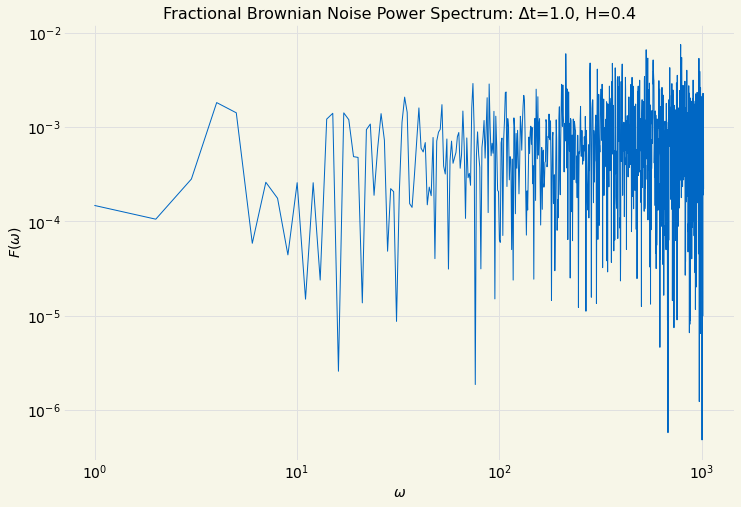 Fractional Brownian Noise Power Spectrum: Δt=1.0, H=0.4
F(ω)
10⁻²
10⁻³
10⁻⁴
10⁻⁵
10⁻⁶
10⁰ 10¹ 10² 10³
ω